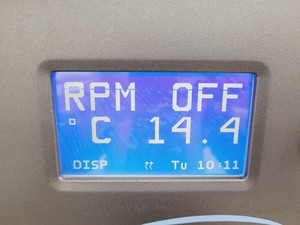 RPM OFF
°C 14.4
DISP Tu 10:11